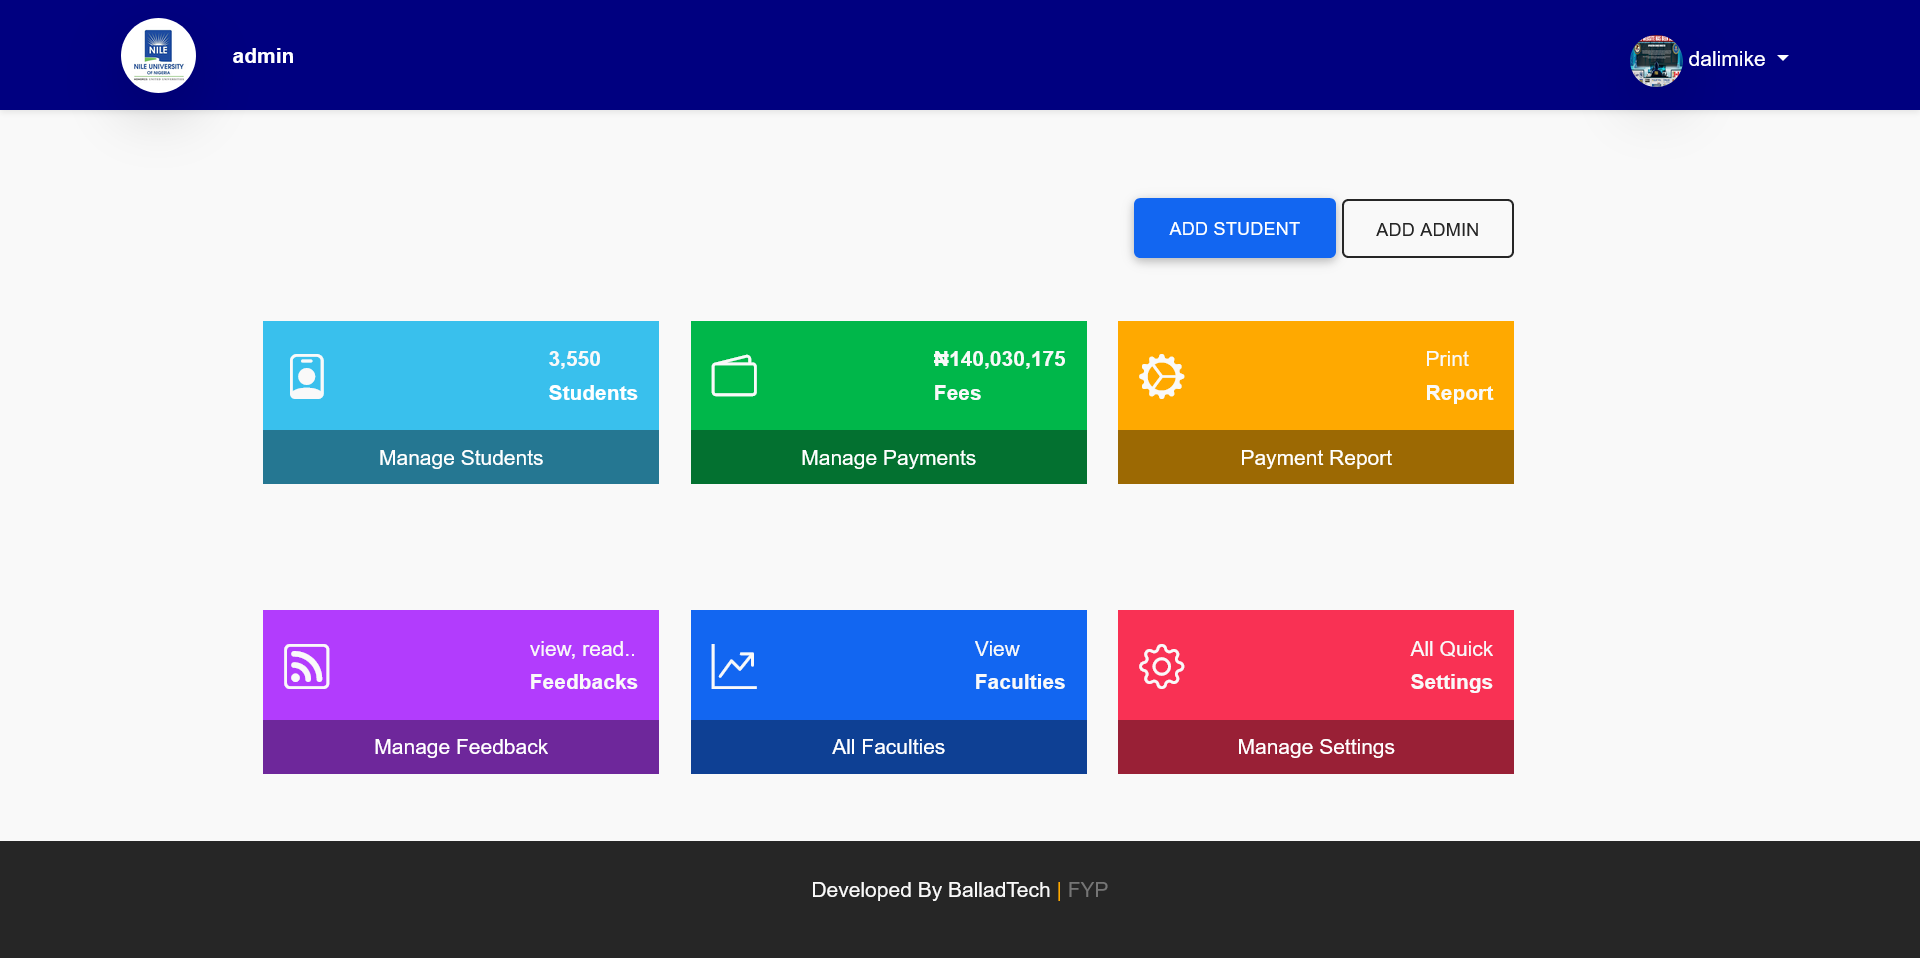 NILE
NILE UNIVERSITY
OF NIGERIA
admin
dalimike
ADD STUDENT
ADD ADMIN
3,550
Students
Manage Students
₦140,030,175
Fees
Manage Payments
Print
Report
Payment Report
view, read..
Feedbacks
Manage Feedback
View
Faculties
All Faculties
All Quick
Settings
Manage Settings
Developed By BalladTech | FYP